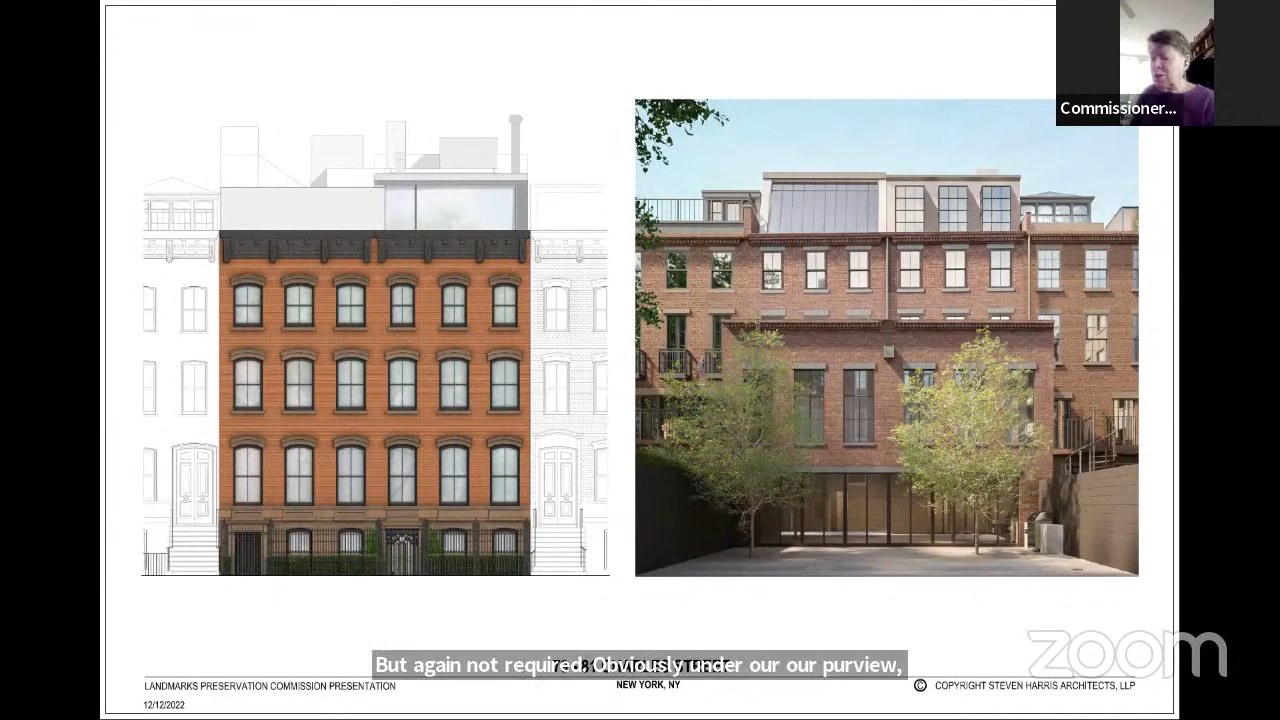 Commissioner...
But again not required. Obviously under our our purview,
LANDMARKS PRESERVATION COMMISSION PRESENTATION
NEW YORK, NY
© COPYRIGHT STEVEN HARRIS ARCHITECTS, LLP
12/12/2022
zoom